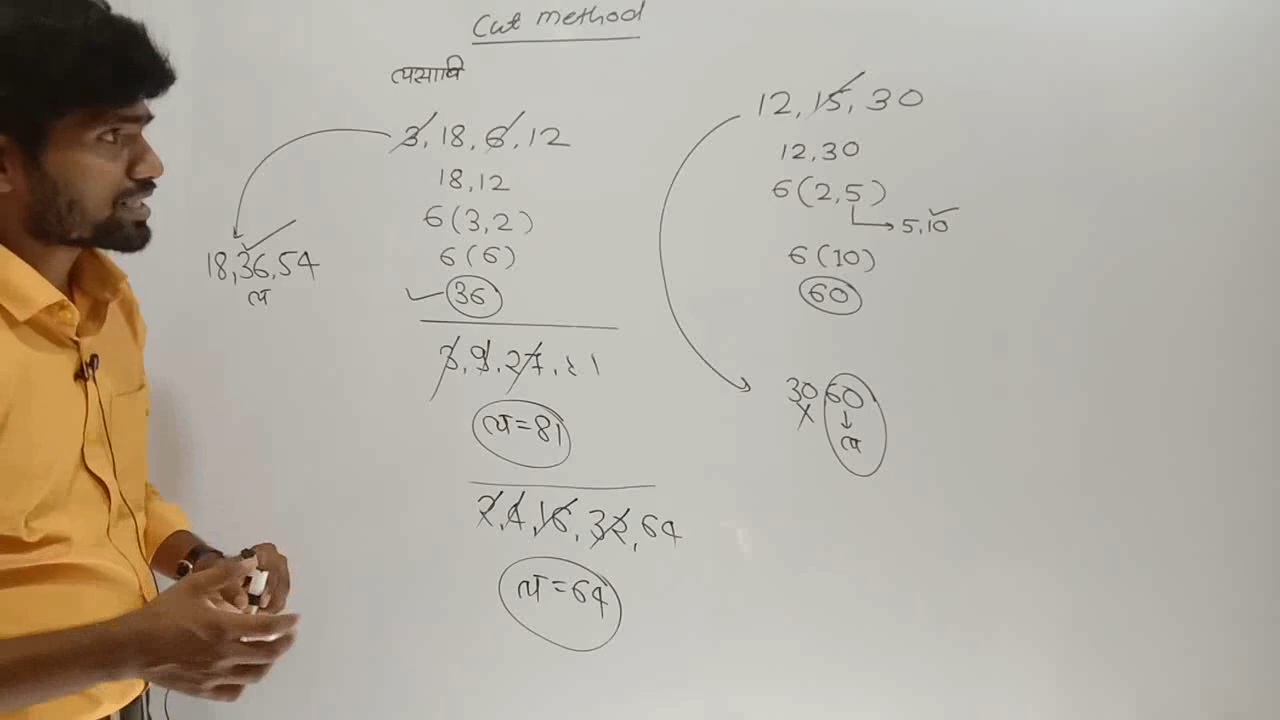 Cut method
लसावि
3, 18, 6, 12
18, 12
6 (3, 2)
6 (6)
36
18, 36, 54
ल
3, 9, 27, 81
ल = 81
2, 4, 16, 32, 64
ल = 64
12, 15, 30
12, 30
6 (2, 5)
5, 10
6 (10)
60
30 60
X ↓
ल